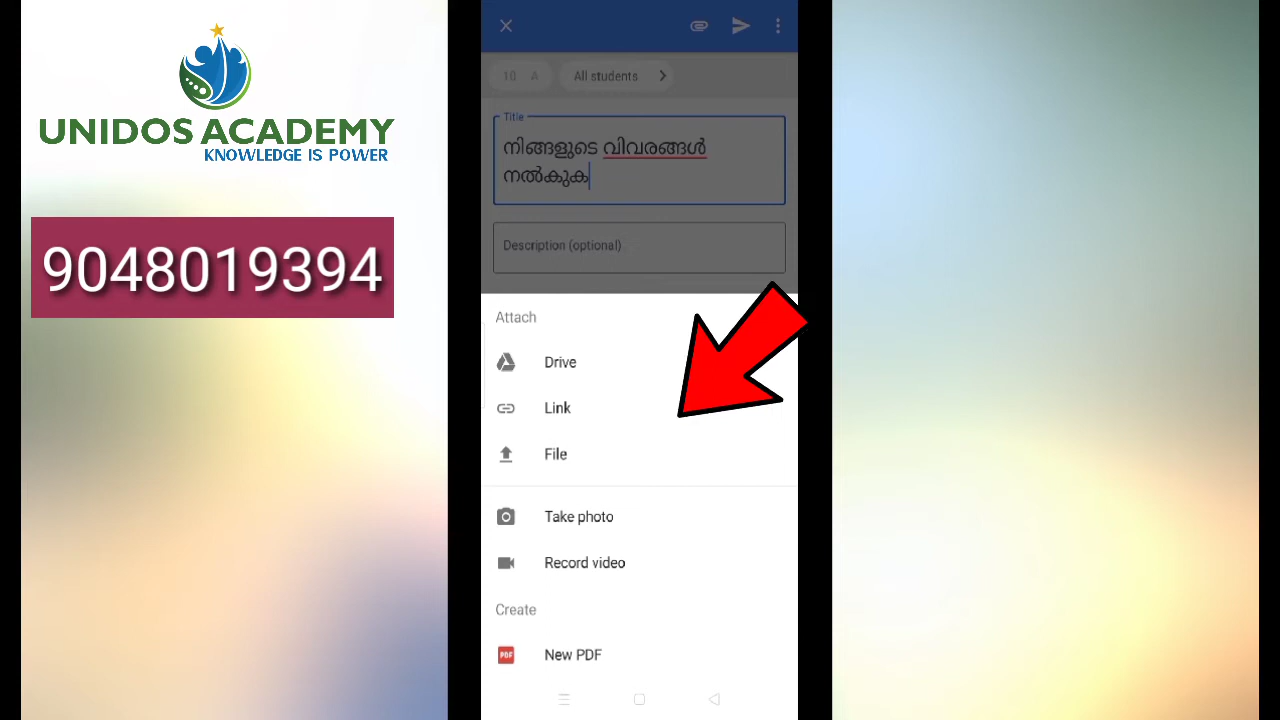 UNIDOS ACADEMY
KNOWLEDGE IS POWER
9048019394
10 A
All students
Title
നിങ്ങളുടെ വിവരങ്ങൾ
നൽകുക
Description (optional)
Attach
Drive
Link
File
Take photo
Record video
Create
PDF
New PDF